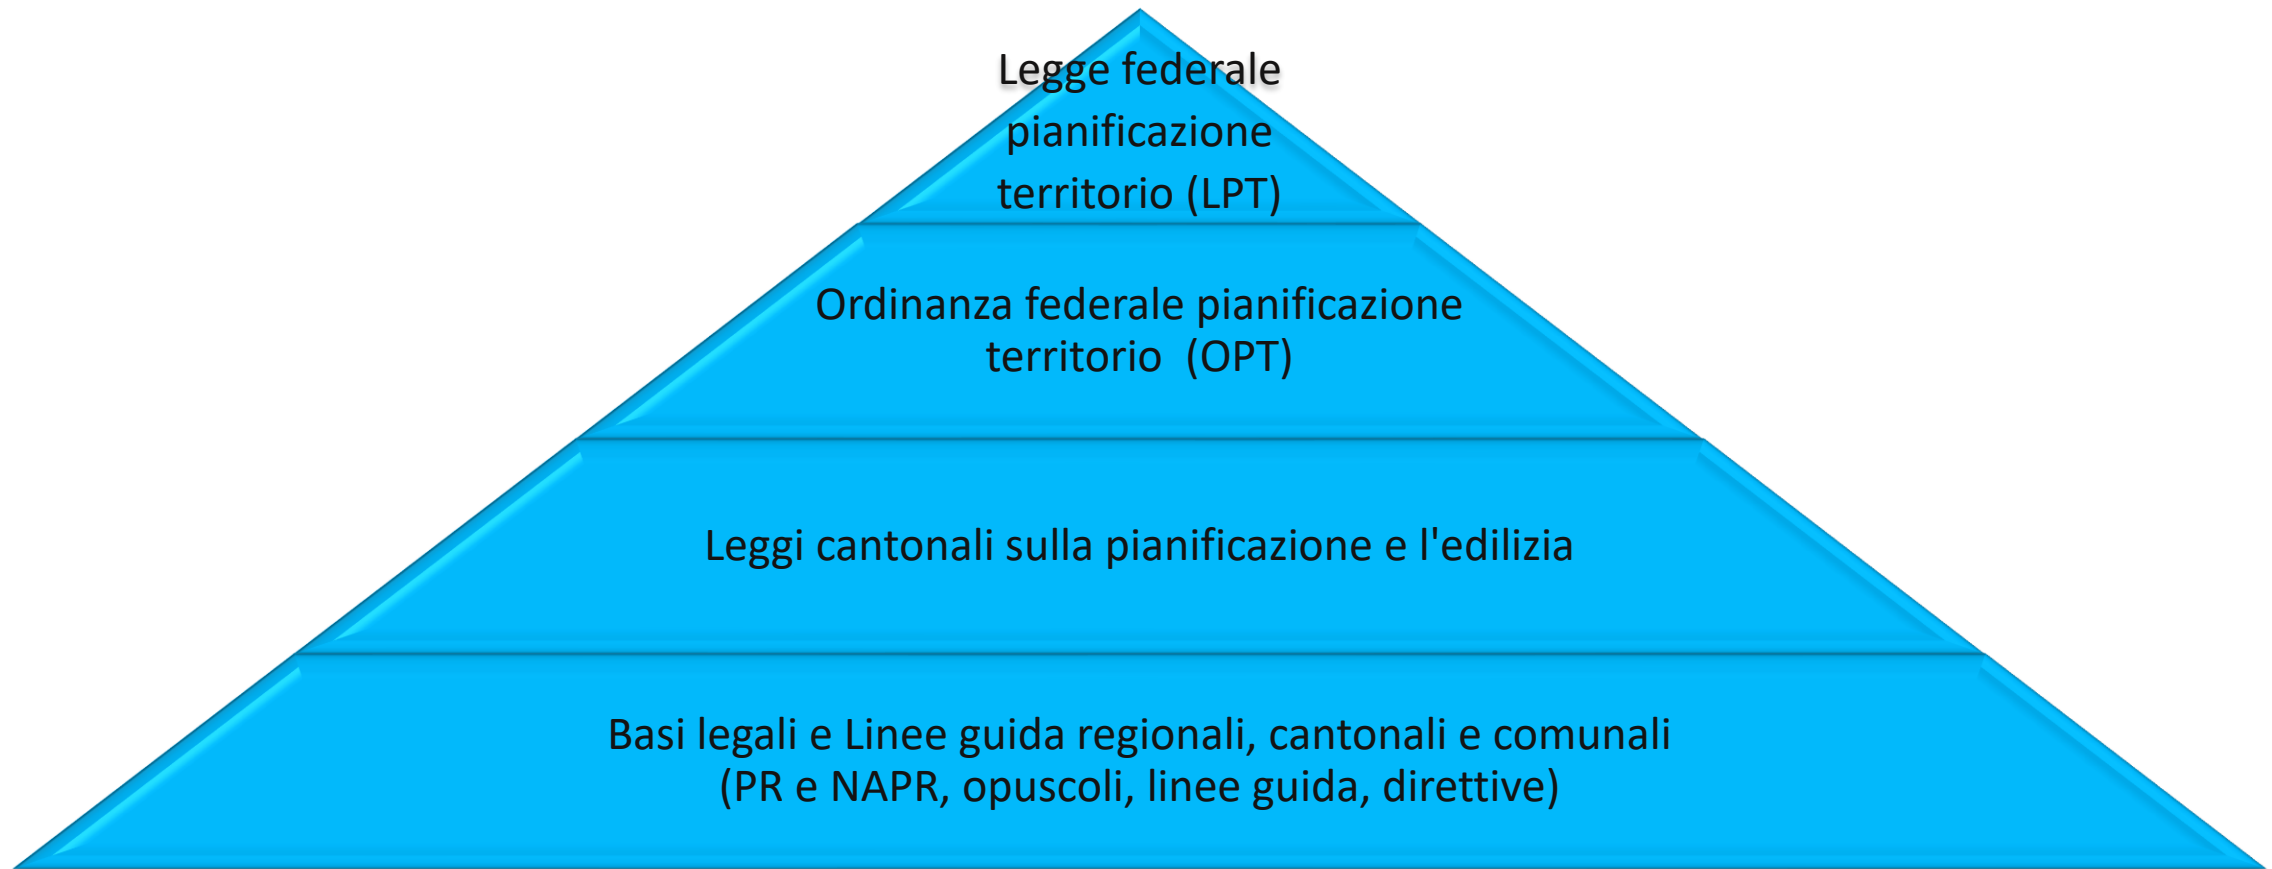 Legge federale
pianificazione
territorio (LPT)
Ordinanza federale pianificazione
territorio  (OPT)
Leggi cantonali sulla pianificazione e l'edilizia
Basi legali e Linee guida regionali, cantonali e comunali
(PR e NAPR, opuscoli, linee guida, direttive)